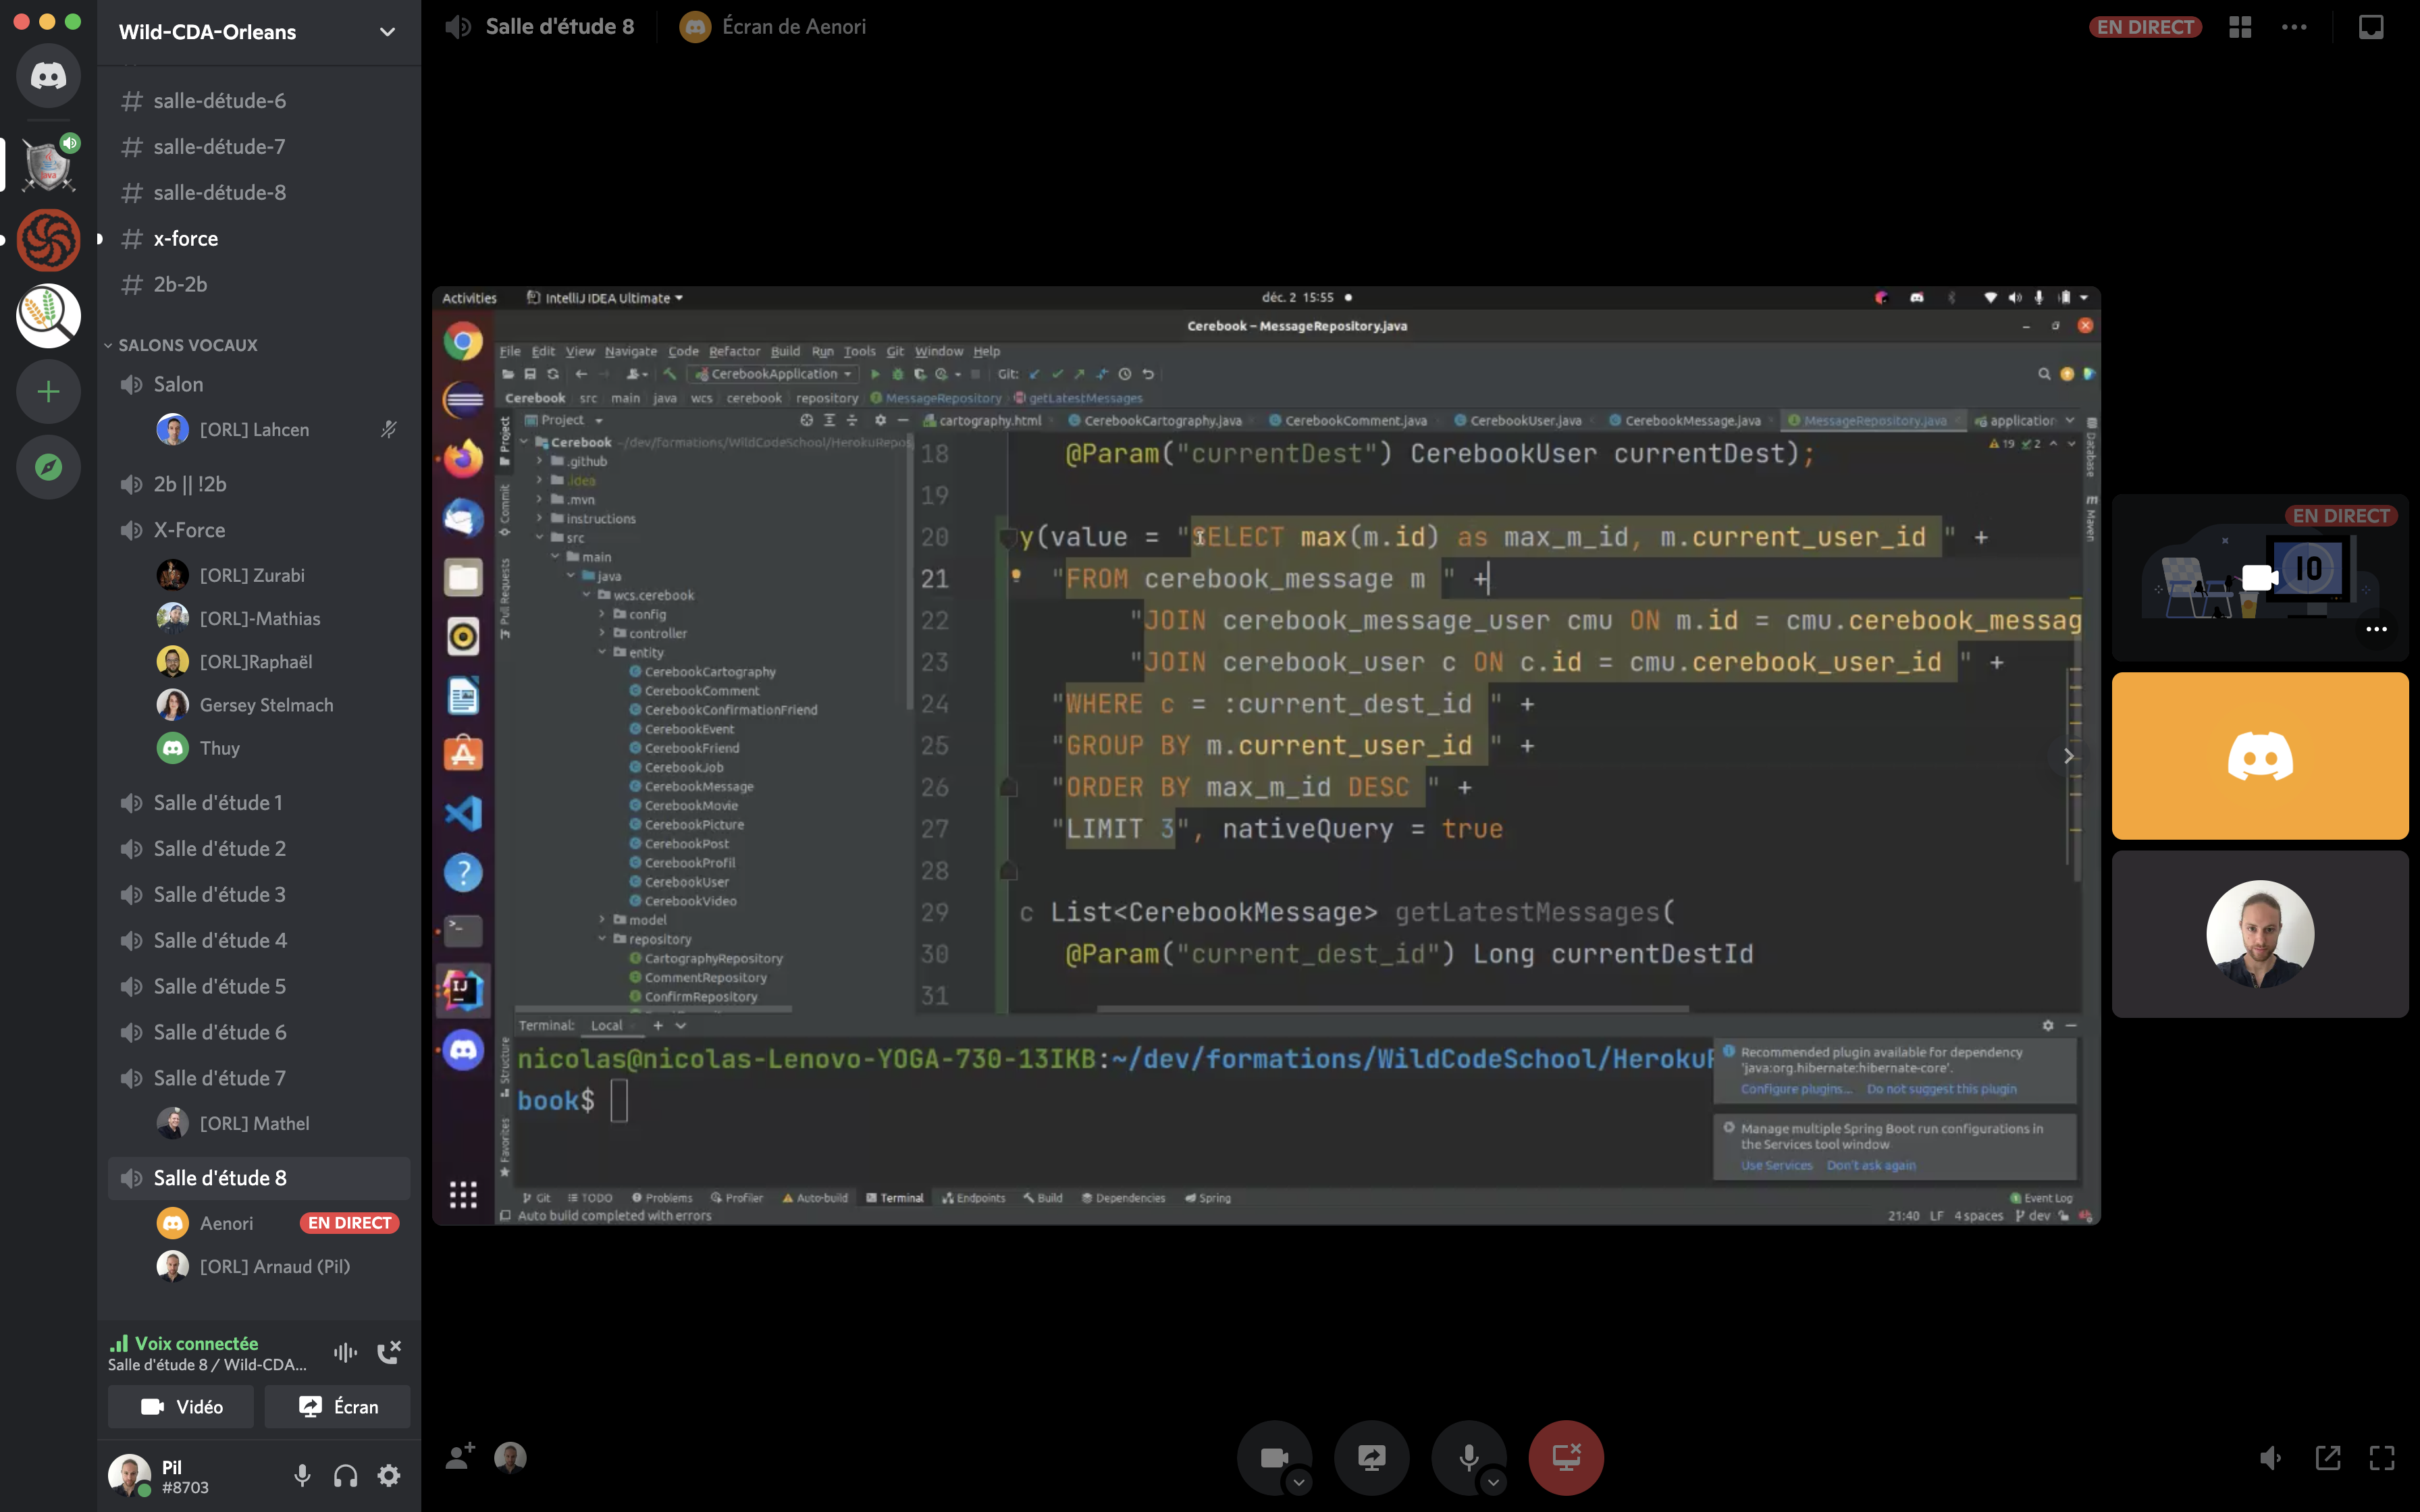 Wild-CDA-Orleans
# salle-détude-6
# salle-détude-7
# salle-détude-8
# x-force
# 2b-2b
SALONS VOCAUX
Salon
[ORL] Lahcen
2b || !2b
X-Force
[ORL] Zurabi
[ORL]-Mathias
[ORL]Raphaël
Gersey Stelmach
Thuy
Salle d'étude 1
Salle d'étude 2
Salle d'étude 3
Salle d'étude 4
Salle d'étude 5
Salle d'étude 6
Salle d'étude 7
[ORL] Mathel
Salle d'étude 8
Aenori EN DIRECT
[ORL] Arnaud (Pil)
Voix connectée
Salle d'étude 8 / Wild-CDA...
Vidéo Écran
Pil
#8703
Salle d'étude 8 Écran de Aenori EN DIRECT
Activities IntelliJ IDEA Ultimate déc. 2 15:55
Cerebook – MessageRepository.java
File Edit View Navigate Code Refactor Build Run Tools Git Window Help
CerebookApplication Git:
Cerebook src main java wcs cerebook repository MessageRepository getLatestMessages
Project
cartography.html CerebookCartography.java CerebookComment.java CerebookUser.java CerebookMessage.java MessageRepository.java application
Project
Commit
Pull Requests
Structure
Favorites
Cerebook ~/dev/formations/WildCodeSchool/HerokuRepos
.github
.idea
.mvn
instructions
src
main
java
wcs.cerebook
config
controller
entity
CerebookCartography
CerebookComment
CerebookConfirmationFriend
CerebookEvent
CerebookFriend
CerebookJob
CerebookMessage
CerebookMovie
CerebookPicture
CerebookPost
CerebookProfil
CerebookUser
CerebookVideo
model
repository
CartographyRepository
CommentRepository
ConfirmRepository
19 2
18 @Param("currentDest") CerebookUser currentDest);
19
20 y(value = "SELECT max(m.id) as max_m_id, m.current_user_id " +
21 "FROM cerebook_message m " +
22 "JOIN cerebook_message_user cmu ON m.id = cmu.cerebook_messag
23 "JOIN cerebook_user c ON c.id = cmu.cerebook_user_id " +
24 "WHERE c = :current_dest_id " +
25 "GROUP BY m.current_user_id " +
26 "ORDER BY max_m_id DESC " +
27 "LIMIT 3", nativeQuery = true
28
29 c List<CerebookMessage> getLatestMessages(
30 @Param("current_dest_id") Long currentDestId
31
Database
Maven
Terminal: Local
nicolas@nicolas-Lenovo-YOGA-730-13IKB:~/dev/formations/WildCodeSchool/Heroku
book$
Recommended plugin available for dependency
'java:org.hibernate:hibernate-core'.
Configure plugins... Do not suggest this plugin
Manage multiple Spring Boot run configurations in
the Services tool window
Use Services Don't ask again
Git TODO Problems Profiler Auto-build Terminal Endpoints Build Dependencies Spring Event Log
Auto build completed with errors 21:40 LF 4 spaces dev
EN DIRECT
10